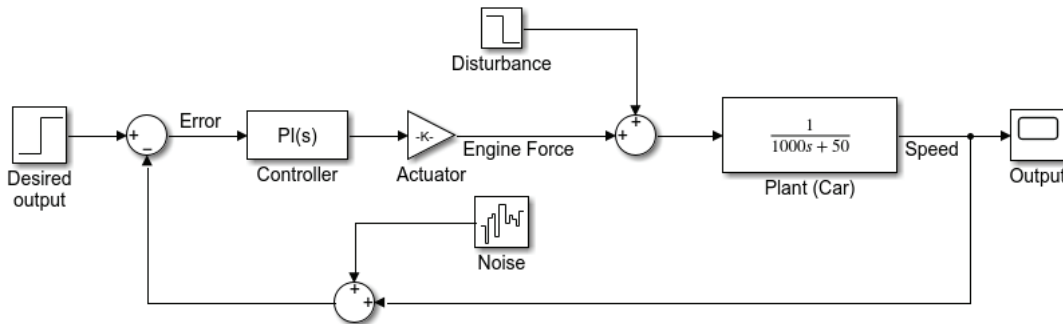 Disturbance
+
+
+
−
Error
PI(s)
Controller
-K-
Actuator
Engine Force
1
1000s + 50
Plant (Car)
Speed
Output
Desired
output
Noise
+
+